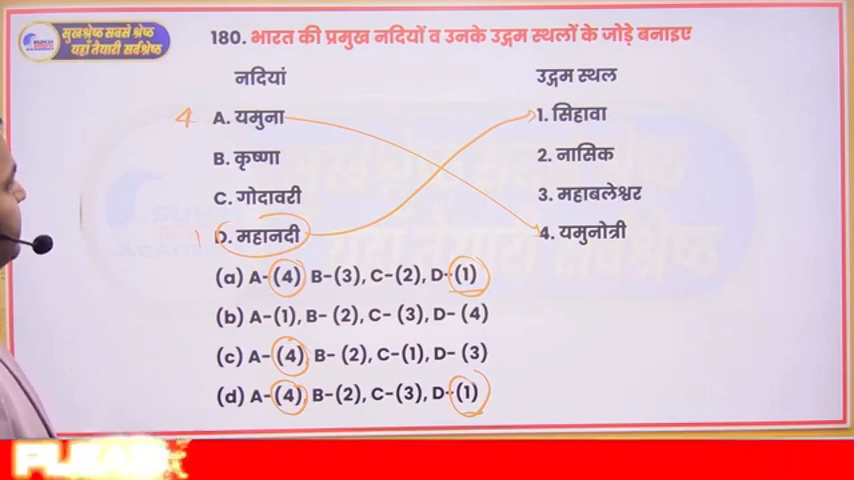 सुखश्रेष्ठ सबसे श्रेष्ठ
यहाँ तैयारी सर्वश्रेष्ठ
180. भारत की प्रमुख नदियों व उनके उद्गम स्थलों के जोड़े बनाइए
नदियां
उद्गम स्थल
4 A. यमुना
1. सिहावा
B. कृष्णा
2. नासिक
C. गोदावरी
3. महाबलेश्वर
1 D. महानदी
4. यमुनोत्री
(a) A-(4) B-(3), C-(2), D-(1)
(b) A-(1), B- (2), C- (3), D- (4)
(c) A- (4) B- (2), C-(1), D- (3)
(d) A-(4), B-(2), C-(3), D-(1)